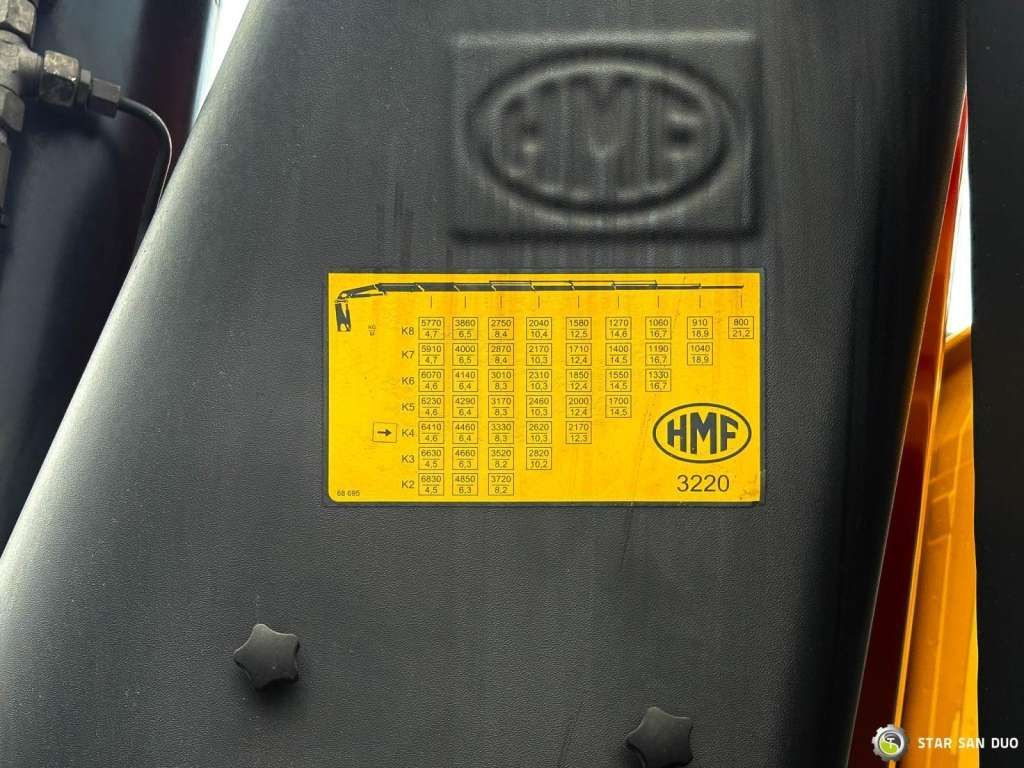 HMF
KG
M
K8 5770 3860 2750 2040 1580 1270 1060 910 800
4,7 6,5 8,4 10,4 12,5 14,6 16,7 18,9 21,2
K7 5910 4000 2870 2170 1710 1400 1190 1040
4,6 6,5 8,4 10,3 12,4 14,5 16,7 18,9
K6 6070 4140 3010 2310 1850 1550 1330
4,6 6,4 8,3 10,3 12,4 14,5 16,7
K5 6230 4290 3170 2460 2000 1700
4,6 6,4 8,3 10,3 12,4 14,5
K4 6410 4460 3330 2620 2170
4,6 6,4 8,3 10,3 12,3
K3 6630 4660 3520 2820
4,5 6,3 8,2 10,2
K2 6830 4850 3720
4,5 6,3 8,2
HMF
3220
68 695
STAR SAN DUO